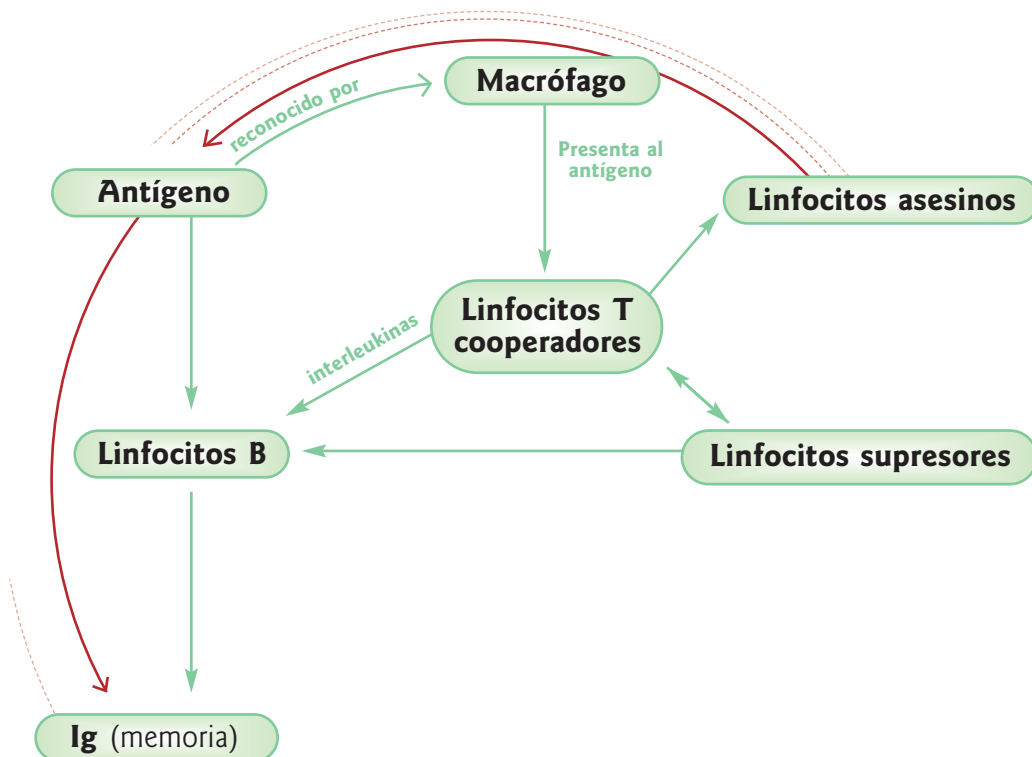 Macrófago
reconocido por
Presenta al
antígeno
Antígeno
Linfocitos asesinos
Linfocitos T
cooperadores
interleukinas
Linfocitos B
Linfocitos supresores
Ig (memoria)